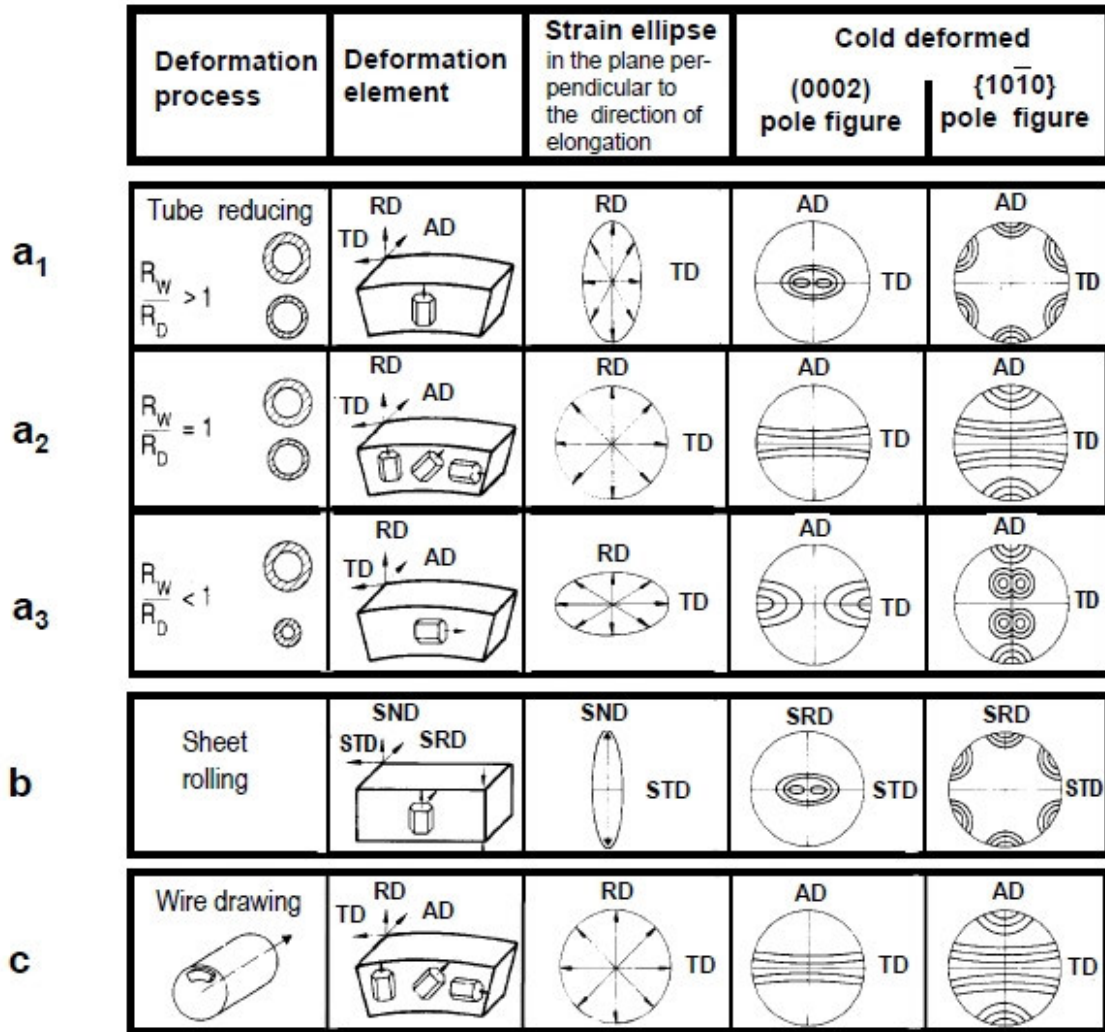 Deformation process
Deformation element
Strain ellipse
in the plane per-
pendicular to
the direction of
elongation
Cold deformed
(0002)
pole figure
{101̅0}
pole figure
a1
Tube reducing
RW
RD
> 1
RD
TD
AD
RD
TD
AD
TD
AD
TD
a2
RW
RD
= 1
RD
TD
AD
TD
AD
TD
AD
TD
a3
RW
RD
< 1
RD
TD
AD
RD
TD
AD
TD
AD
TD
b
Sheet
rolling
SND
STD
SRD
SND
STD
SRD
STD
SRD
STD
c
Wire drawing
RD
TD
AD
RD
TD
AD
TD
AD
TD